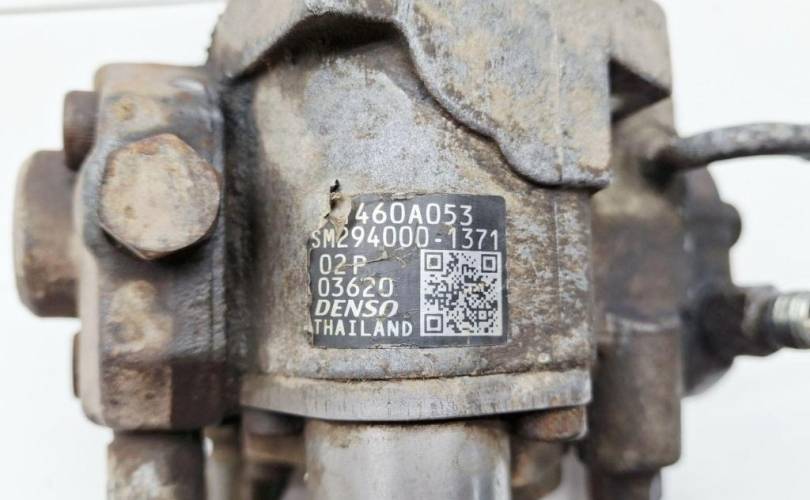 460A053
SM294000-1371
02P
03620
DENSO
THAILAND